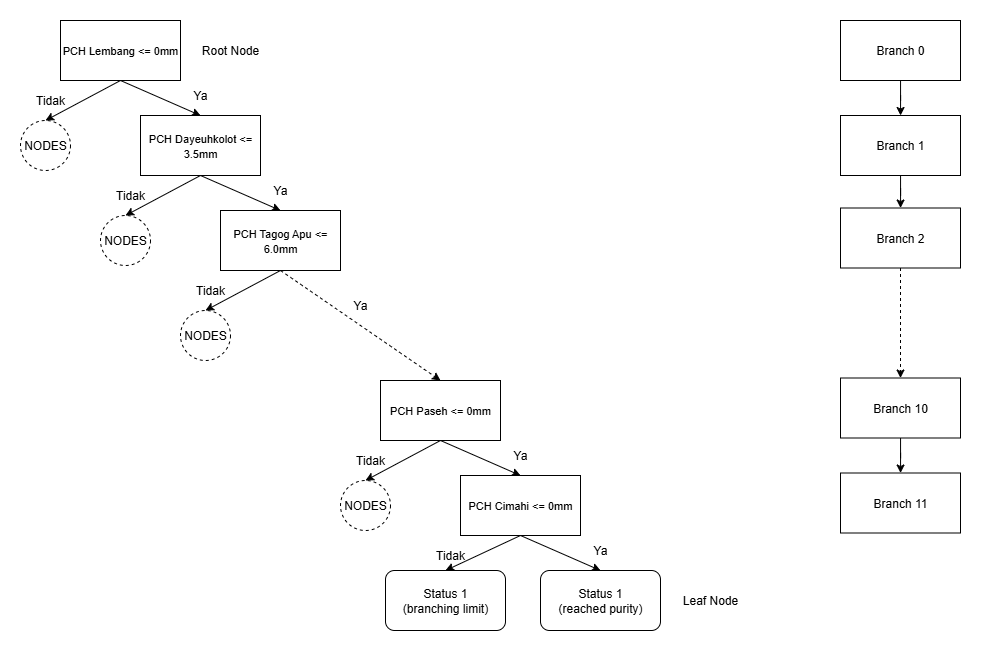 PCH Lembang <= 0mm
Root Node
Branch 0
Tidak
Ya
NODES
PCH Dayeuhkolot <=
3.5mm
Branch 1
Tidak
Ya
NODES
PCH Tagog Apu <=
6.0mm
Branch 2
Tidak
Ya
NODES
PCH Paseh <= 0mm
Branch 10
Tidak
Ya
NODES
PCH Cimahi <= 0mm
Branch 11
Tidak
Ya
Status 1
(branching limit)
Status 1
(reached purity)
Leaf Node